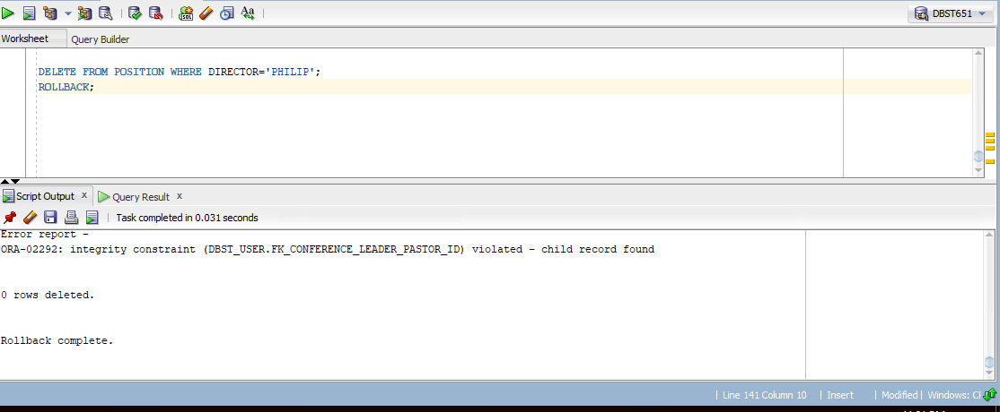 DBST651
Worksheet
Query Builder
DELETE FROM POSITION WHERE DIRECTOR='PHILIP';
ROLLBACK;
Script Output x
Query Result x
Task completed in 0.031 seconds
Error report -
ORA-02292: integrity constraint (DBST_USER.FK_CONFERENCE_LEADER_PASTOR_ID) violated - child record found
0 rows deleted.
Rollback complete.
| Line 141 Column 10 | Insert | Modified | Windows: